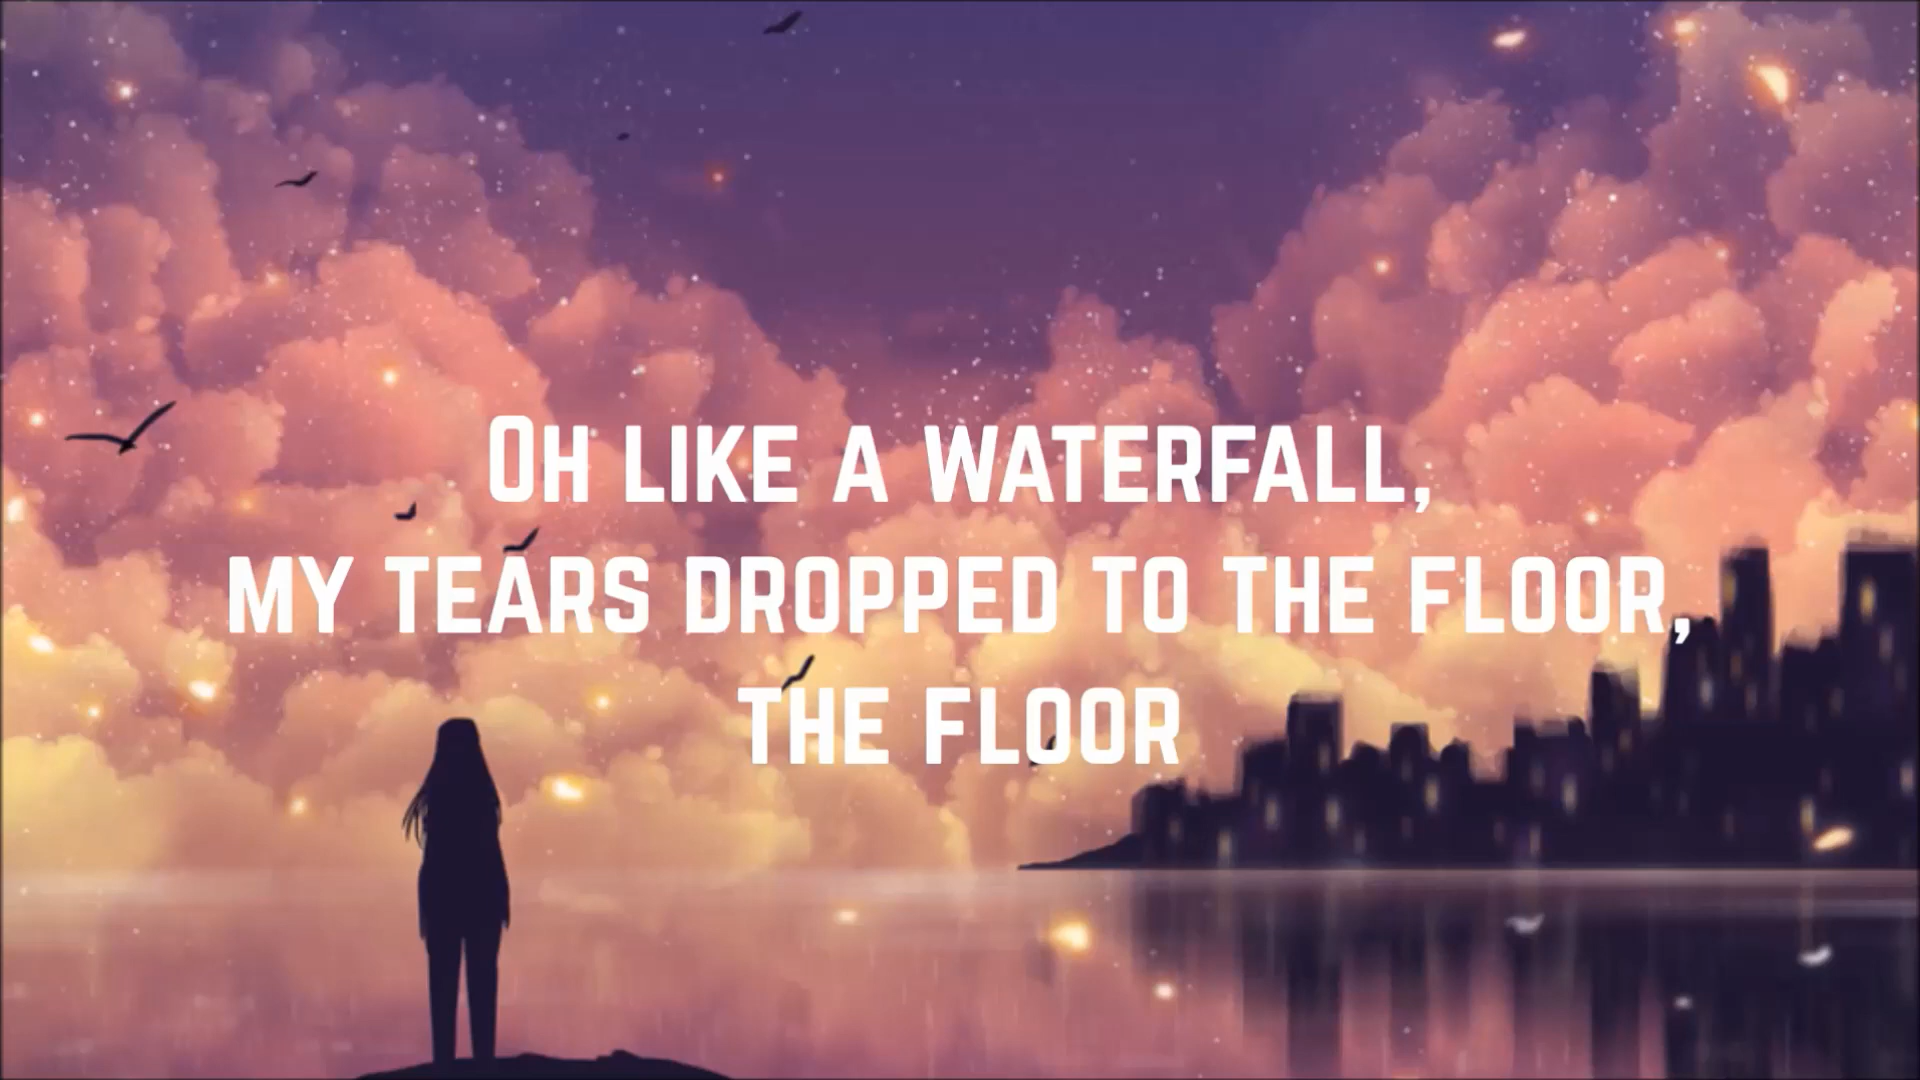 Oh like a waterfall,
my tears dropped to the floor,
the floor